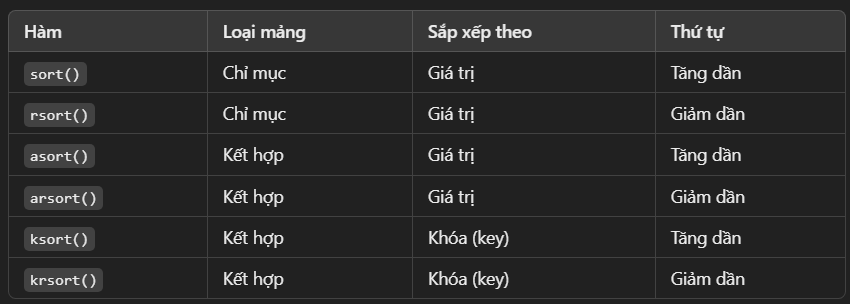 Hàm Loại mảng Sắp xếp theo Thứ tự
sort() Chỉ mục Giá trị Tăng dần
rsort() Chỉ mục Giá trị Giảm dần
asort() Kết hợp Giá trị Tăng dần
arsort() Kết hợp Giá trị Giảm dần
ksort() Kết hợp Khóa (key) Tăng dần
krsort() Kết hợp Khóa (key) Giảm dần